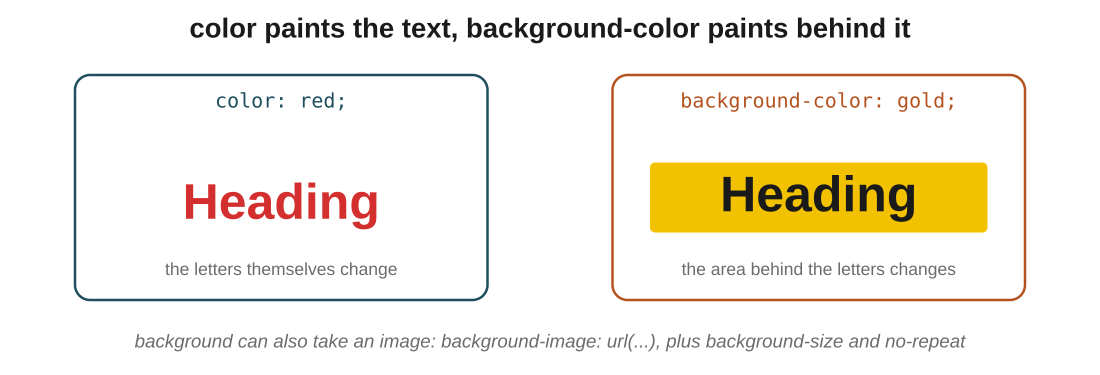 color paints the text, background-color paints behind it
color: red;
Heading
the letters themselves change
background-color: gold;
Heading
the area behind the letters changes
background can also take an image: background-image: url(...), plus background-size and no-repeat